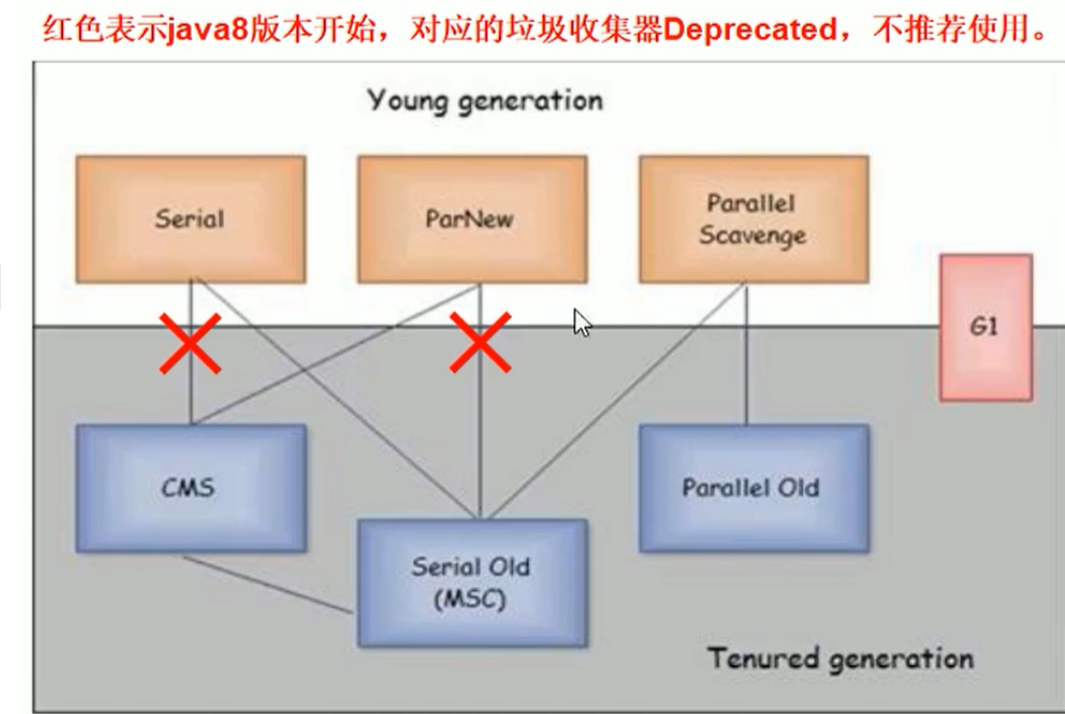 红色表示java8版本开始，对应的垃圾收集器Deprecated，不推荐使用。
Young generation
Serial
ParNew
Parallel
Scavenge
G1
CMS
Parallel Old
Serial Old
(MSC)
Tenured generation